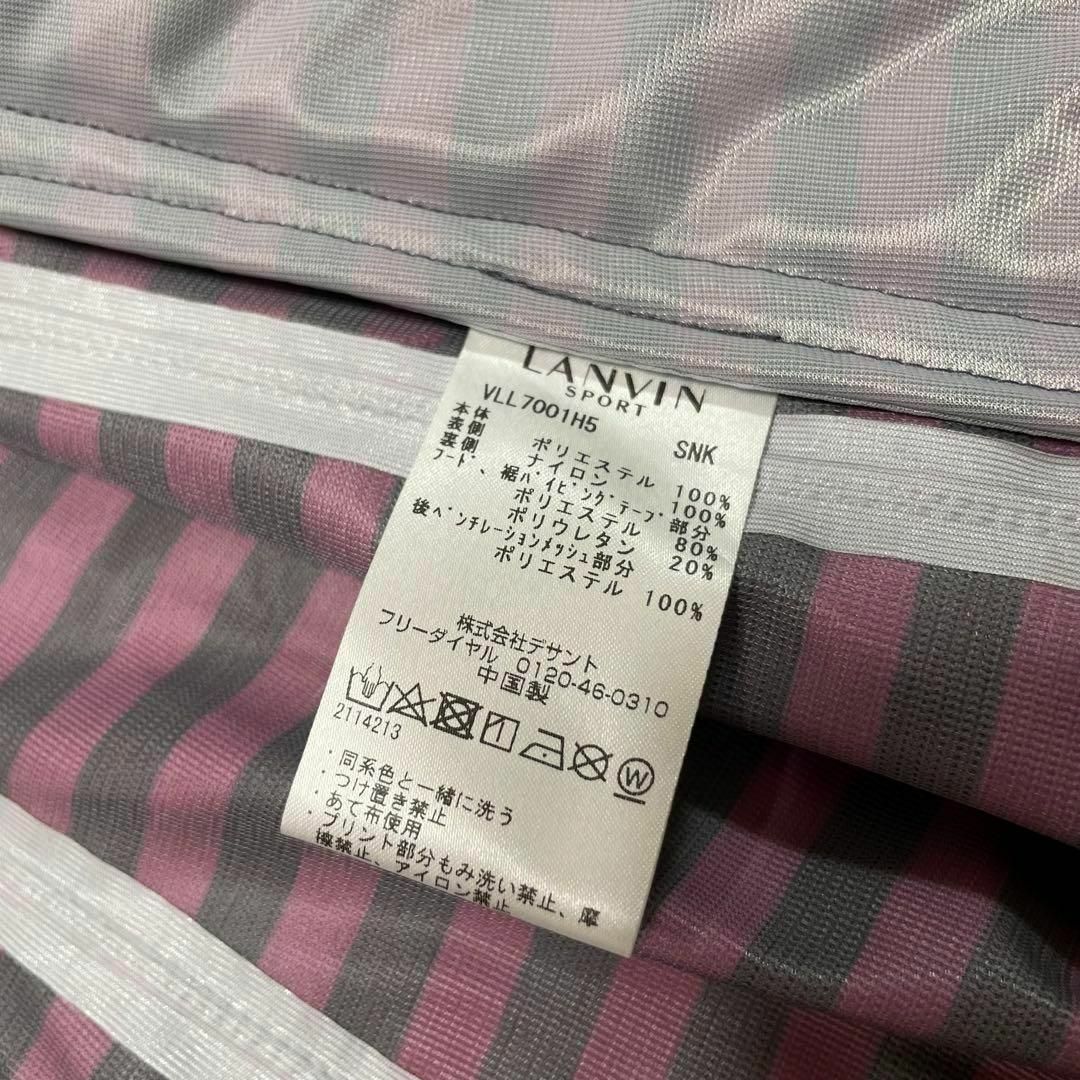 LANVIN
SPORT
VLL7001H5 SNK
本体
表側 ポリエステル 100%
裏側 ナイロン 100%
フード、裾パイピングテープ部分
ポリエステル 80%
ポリウレタン 20%
後ベンチレーションメッシュ部分
ポリエステル 100%
株式会社デサント
フリーダイヤル 0120-46-0310
中国製
W
2114213
・同系色と一緒に洗う
・つけ置き禁止
・あて布使用
・プリント部分もみ洗い禁止、摩
擦禁止、アイロン禁止